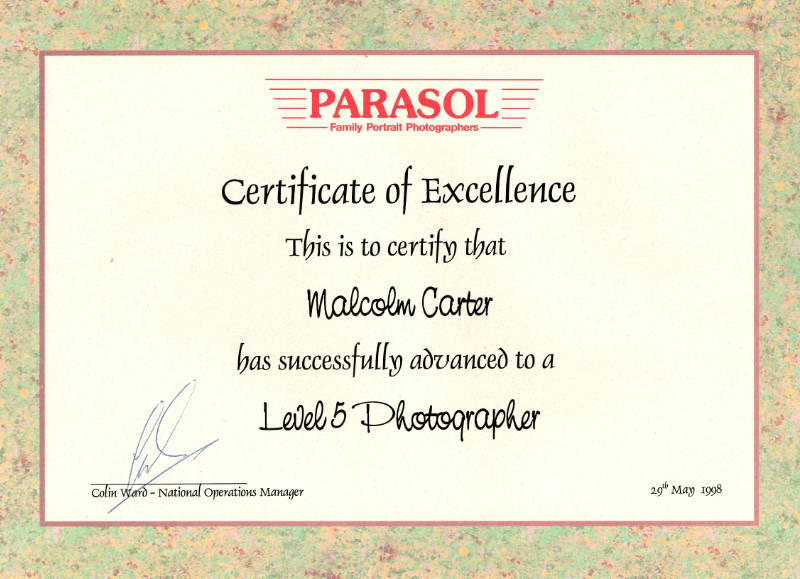 PARASOL
Family Portrait Photographers
Certificate of Excellence
This is to certify that
Malcolm Carter
has successfully advanced to a
Level 5 Photographer
Colin Ward - National Operations Manager
29th May 1998